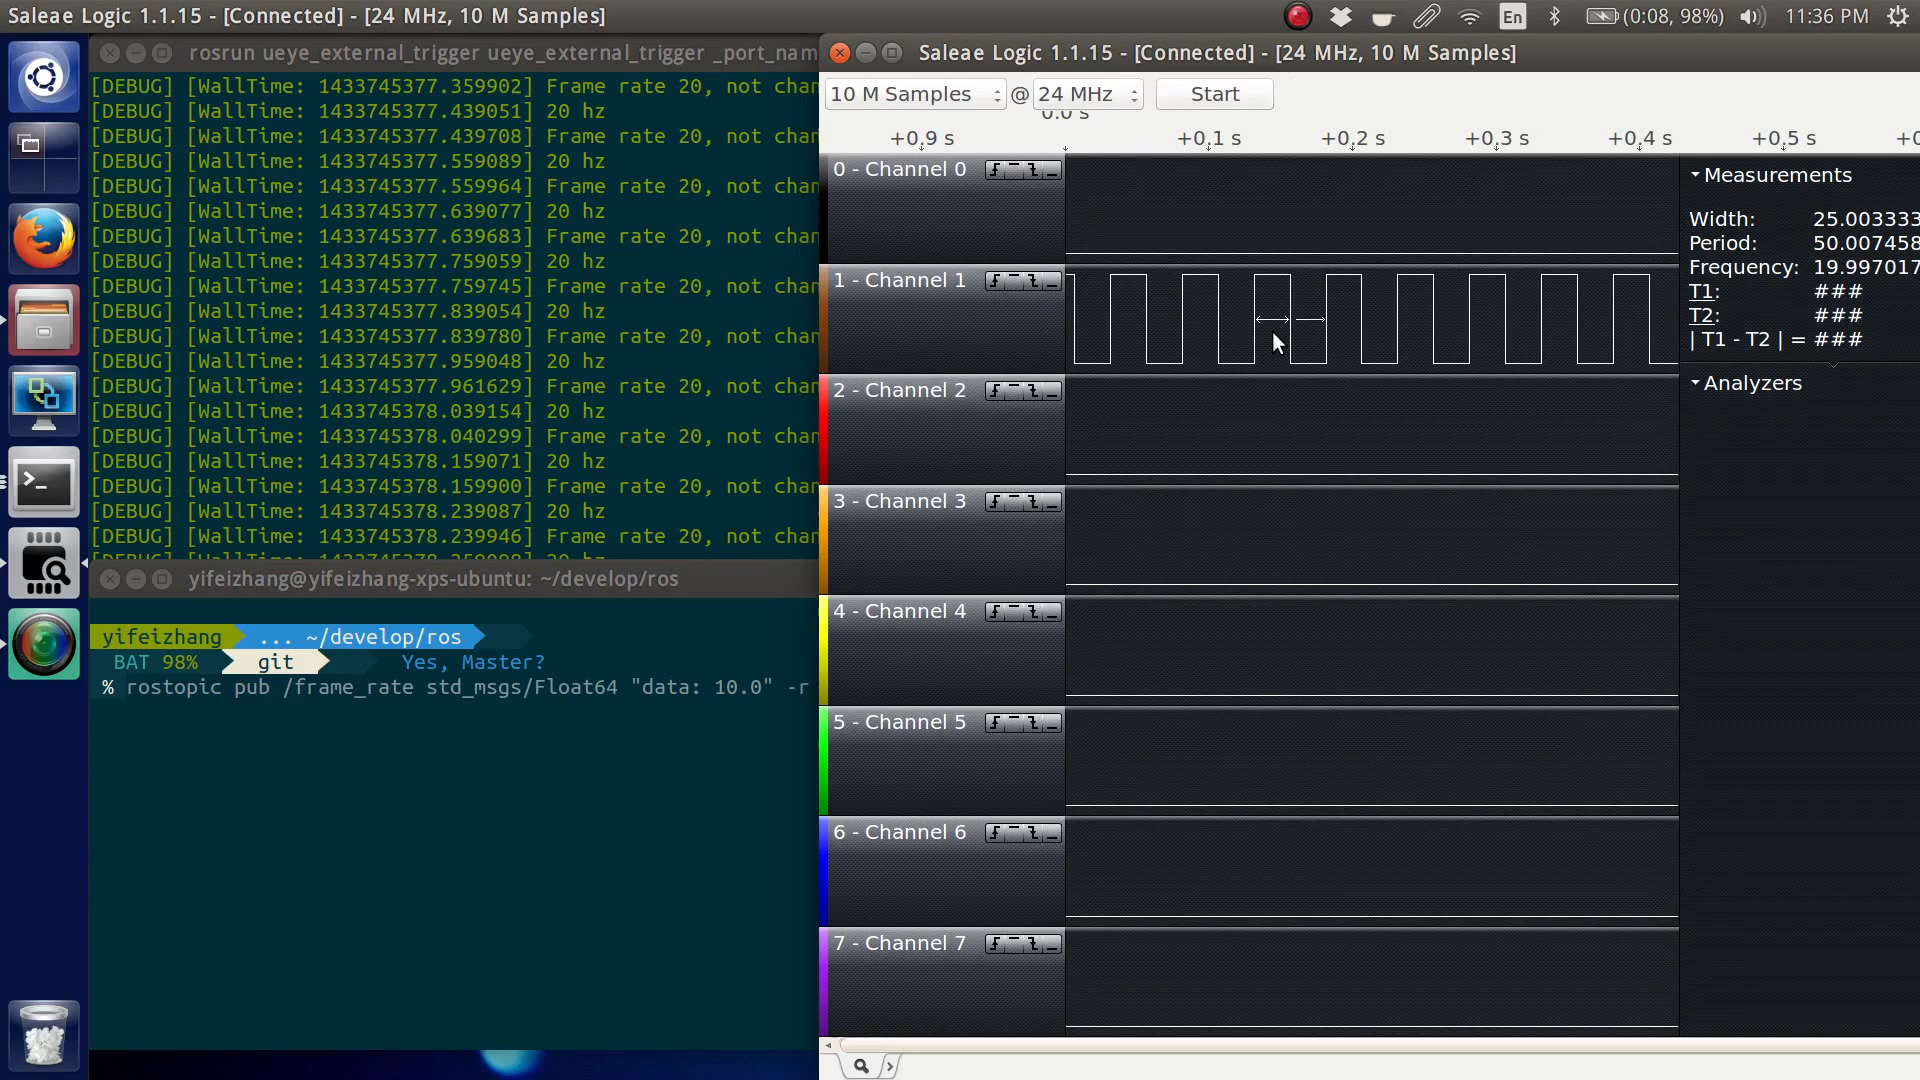 Saleae Logic 1.1.15 - [Connected] - [24 MHz, 10 M Samples]
En
(0:08, 98%)
11:36 PM
rosrun ueye_external_trigger ueye_external_trigger _port_nam
[DEBUG] [WallTime: 1433745377.359902] Frame rate 20, not chan
[DEBUG] [WallTime: 1433745377.439051] 20 hz
[DEBUG] [WallTime: 1433745377.439708] Frame rate 20, not chan
[DEBUG] [WallTime: 1433745377.559089] 20 hz
[DEBUG] [WallTime: 1433745377.559964] Frame rate 20, not chan
[DEBUG] [WallTime: 1433745377.639077] 20 hz
[DEBUG] [WallTime: 1433745377.639683] Frame rate 20, not chan
[DEBUG] [WallTime: 1433745377.759059] 20 hz
[DEBUG] [WallTime: 1433745377.759745] Frame rate 20, not chan
[DEBUG] [WallTime: 1433745377.839054] 20 hz
[DEBUG] [WallTime: 1433745377.839780] Frame rate 20, not chan
[DEBUG] [WallTime: 1433745377.959048] 20 hz
[DEBUG] [WallTime: 1433745377.961629] Frame rate 20, not chan
[DEBUG] [WallTime: 1433745378.039154] 20 hz
[DEBUG] [WallTime: 1433745378.040299] Frame rate 20, not chan
[DEBUG] [WallTime: 1433745378.159071] 20 hz
[DEBUG] [WallTime: 1433745378.159900] Frame rate 20, not chan
[DEBUG] [WallTime: 1433745378.239087] 20 hz
[DEBUG] [WallTime: 1433745378.239946] Frame rate 20, not chan
yifeizhang@yifeizhang-xps-ubuntu: ~/develop/ros
yifeizhang ... ~/develop/ros
BAT 98% git Yes, Master?
% rostopic pub /frame_rate std_msgs/Float64 "data: 10.0" -r
Saleae Logic 1.1.15 - [Connected] - [24 MHz, 10 M Samples]
10 M Samples @ 24 MHz Start
0.0 s
+0.9 s +0.1 s +0.2 s +0.3 s +0.4 s +0.5 s
0 - Channel 0
1 - Channel 1
2 - Channel 2
3 - Channel 3
4 - Channel 4
5 - Channel 5
6 - Channel 6
7 - Channel 7
Measurements
Width: 25.003333
Period: 50.007458
Frequency: 19.997017
T1: ###
T2: ###
| T1 - T2 | = ###
Analyzers